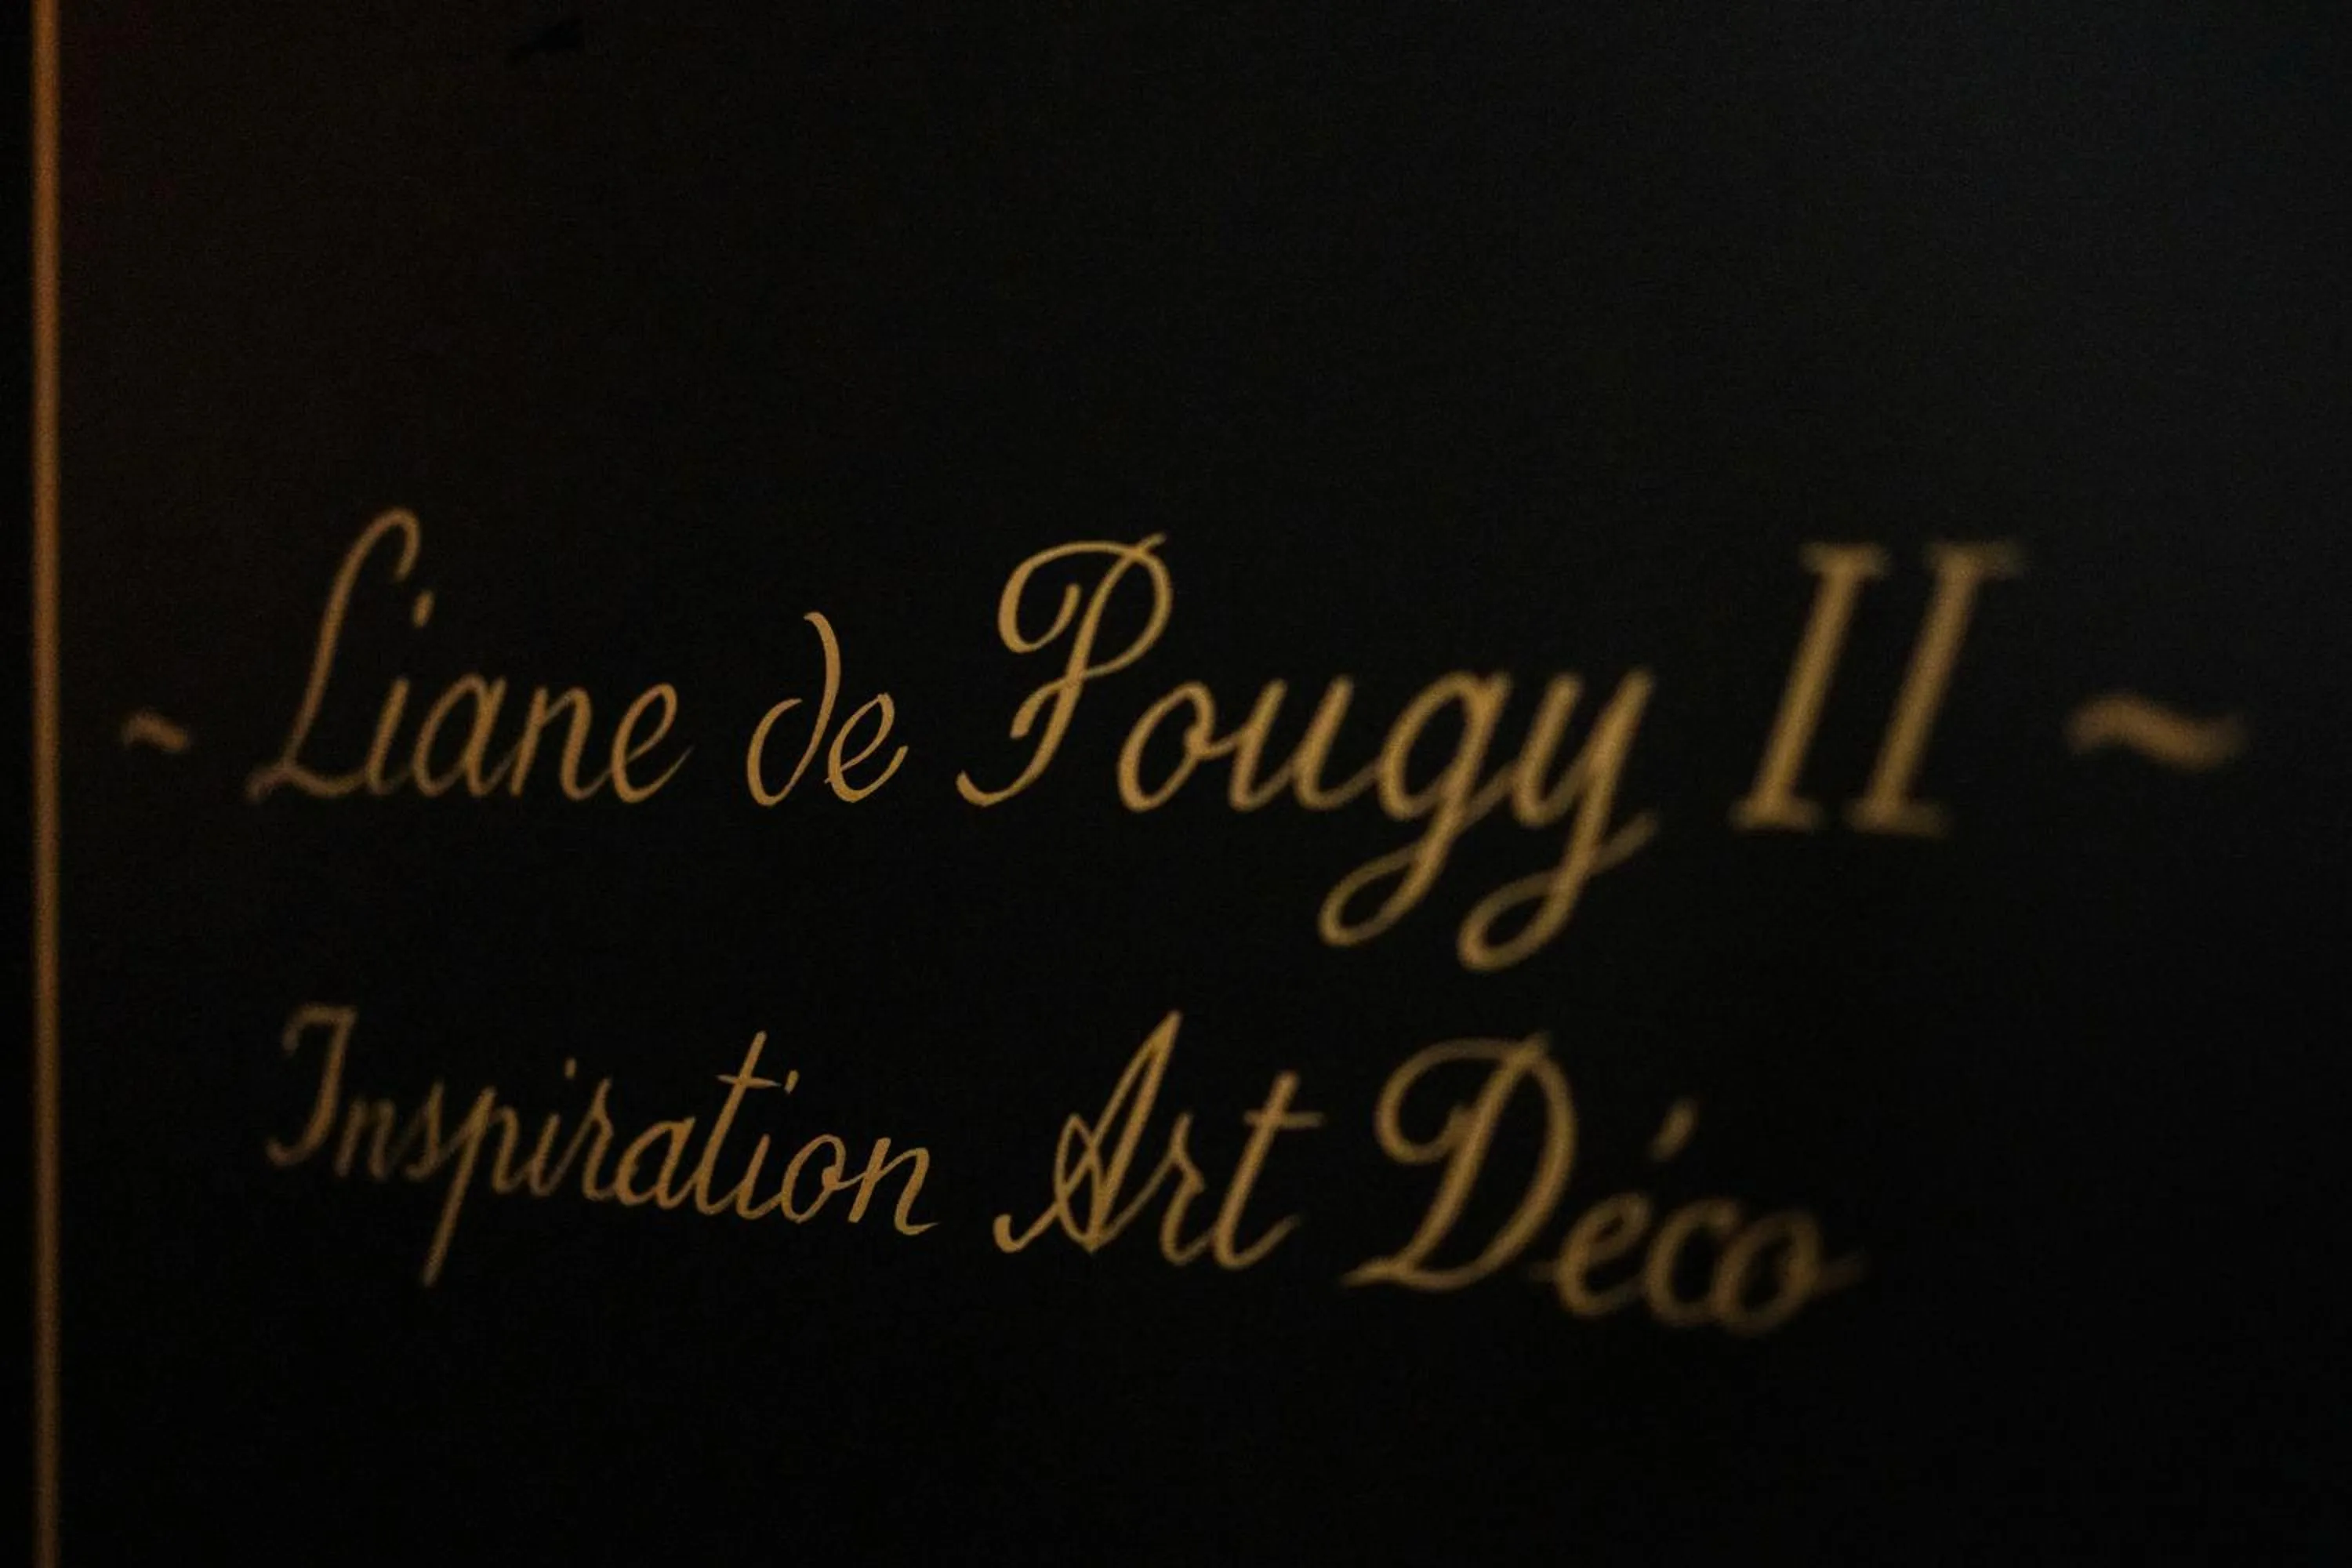 ~ Liane de Pougy II ~
Inspiration Art Déco